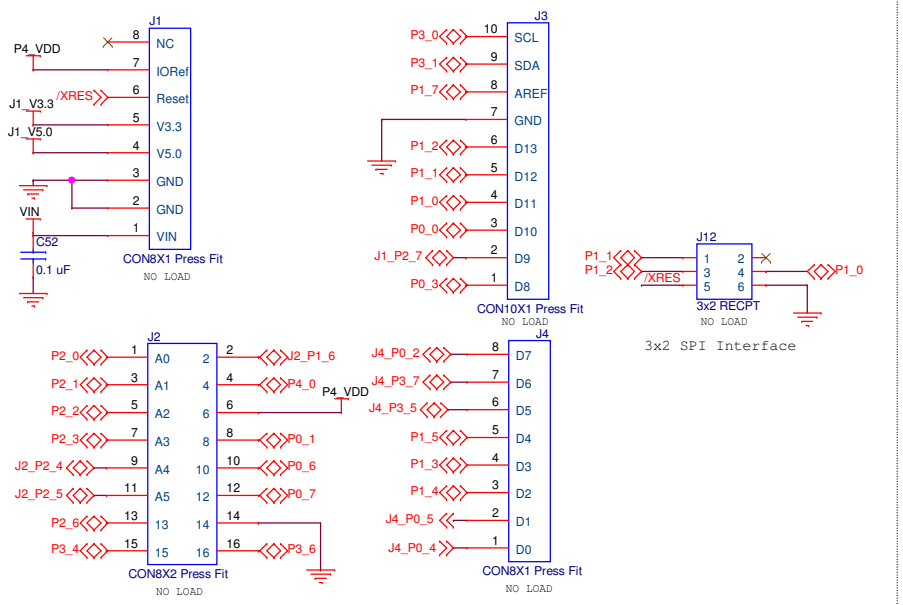 J1
8 NC
P4_VDD 7 IORef
/XRES 6 Reset
J1_V3.3 5 V3.3
J1_V5.0 4 V5.0
3 GND
2 GND
VIN 1 VIN
C52
0.1 uF
CON8X1 Press Fit
NO LOAD
J3
P3_0 10 SCL
P3_1 9 SDA
P1_7 8 AREF
7 GND
P1_2 6 D13
P1_1 5 D12
P1_0 4 D11
P0_0 3 D10
J1_P2_7 2 D9
P0_3 1 D8
CON10X1 Press Fit
NO LOAD
J12
P1_1 1 2
P1_2 3 4 P1_0
/XRES 5 6
3x2 RECPT
NO LOAD
3x2 SPI Interface
J2
P2_0 1 A0 2 2 J2_P1_6
P2_1 3 A1 4 4 P4_0
P2_2 5 A2 6 6 P4_VDD
P2_3 7 A3 8 8 P0_1
J2_P2_4 9 A4 10 10 P0_6
J2_P2_5 11 A5 12 12 P0_7
P2_6 13 13 14 14
P3_4 15 15 16 16 P3_6
CON8X2 Press Fit
NO LOAD
J4
J4_P0_2 8 D7
J4_P3_7 7 D6
J4_P3_5 6 D5
P1_5 5 D4
P1_3 4 D3
P1_4 3 D2
J4_P0_5 2 D1
J4_P0_4 1 D0
CON8X1 Press Fit
NO LOAD